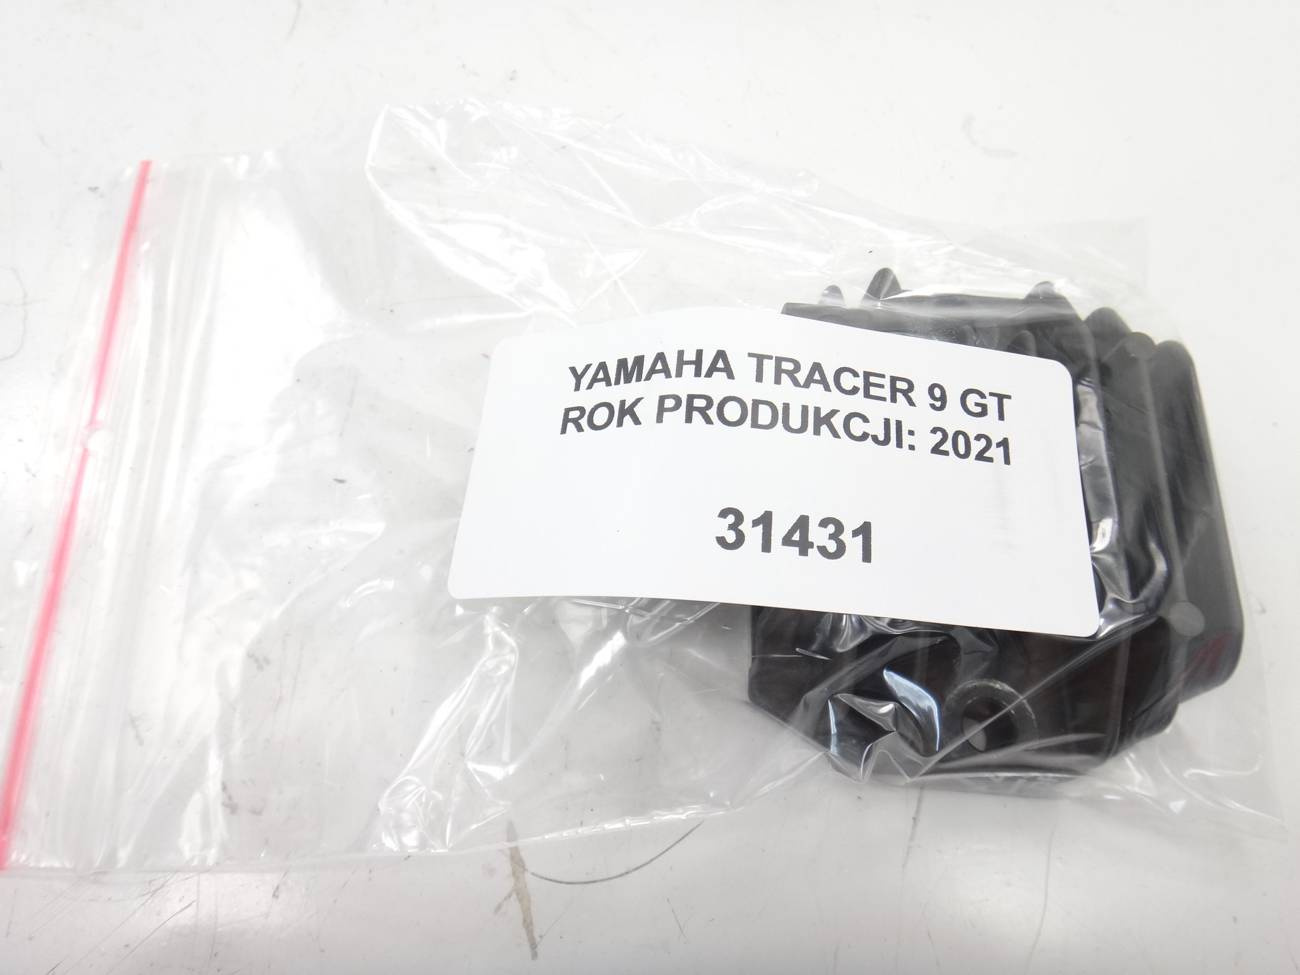 YAMAHA TRACER 9 GT
ROK PRODUKCJI: 2021
31431